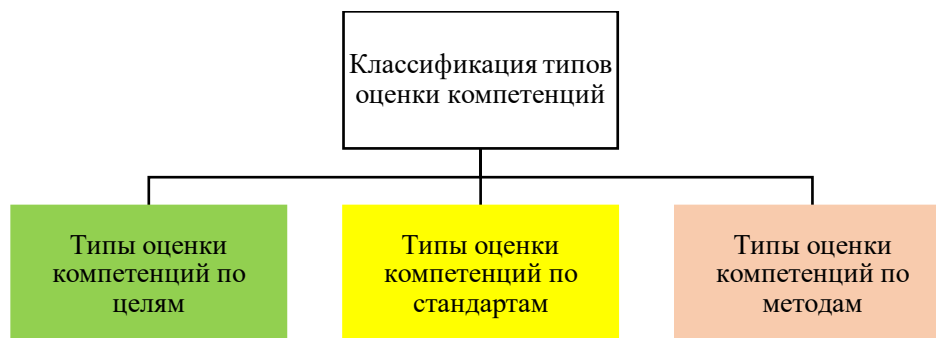 Классификация типов
оценки компетенций
Типы оценки
компетенций по
целям
Типы оценки
компетенций по
стандартам
Типы оценки
компетенций по
методам